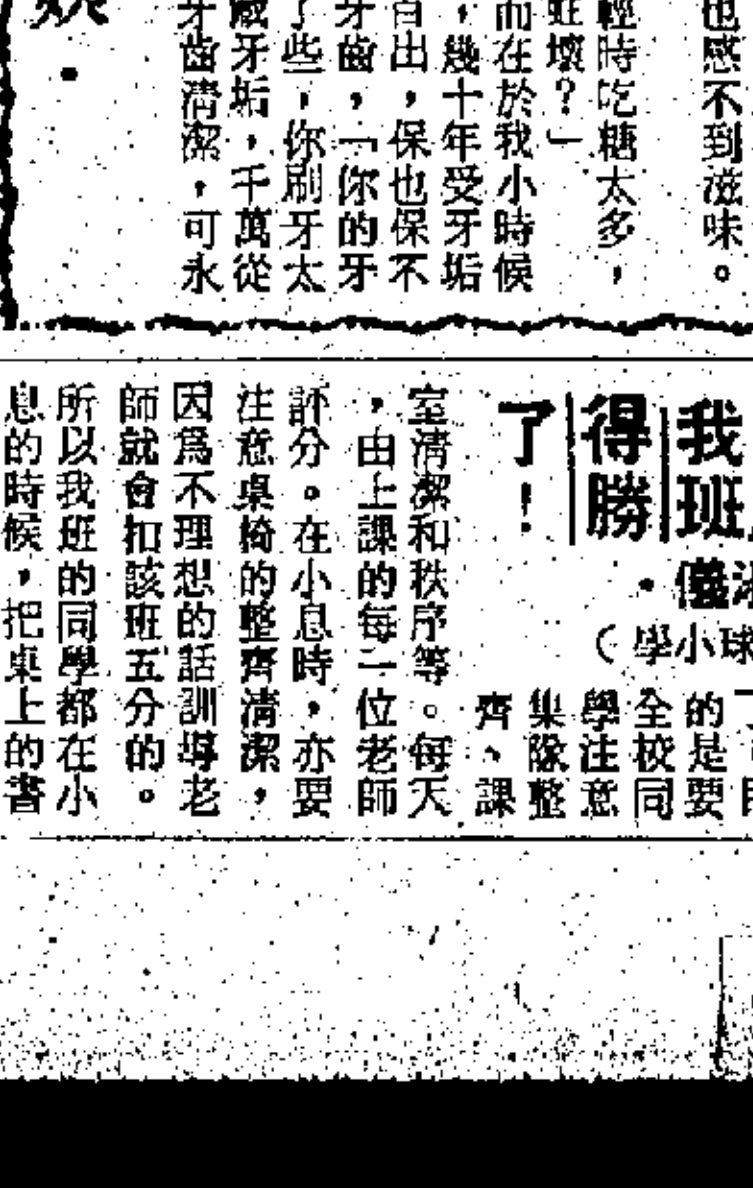 也感不到滋味。
輕時吃糖太多，
蛀壞？」
而在於我小時候
，幾十年受牙垢
出，保也保不
牙齒，「你的牙
了些，你刷牙太
藏牙垢，千萬從
牙齒清潔，可永
我班
得勝
了！
儀
球小學（
的是要
全校同
學注意
集隊整
齊、課
室清潔和秩序等。每天
，由上課的每一位老師
評分。在小息時，亦要
注意桌椅的整齊清潔，
因為不理想的話訓導老
師就會扣該班五分的。
所以我班的同學都在小
息的時候，把桌上的書